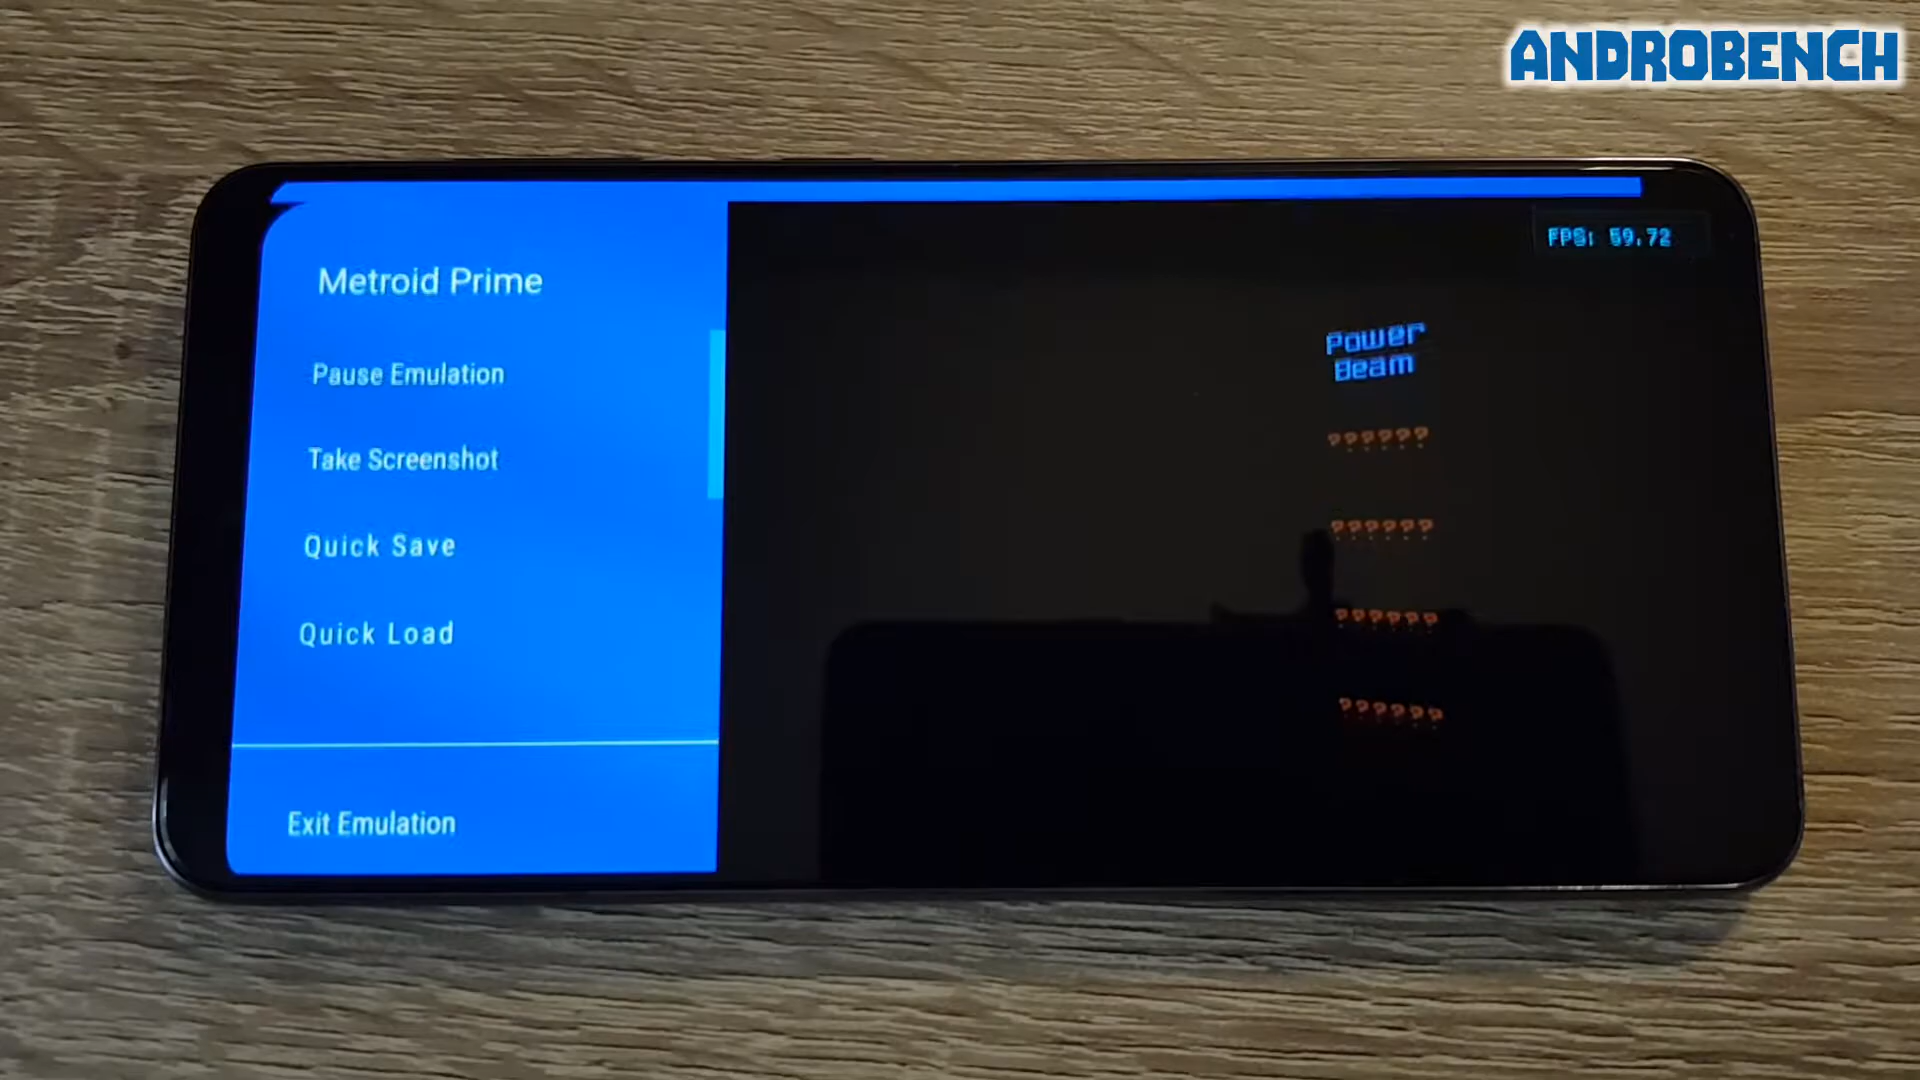 ANDROBENCH
FPS: 59.72
Metroid Prime
Pause Emulation
Take Screenshot
Quick Save
Quick Load
Exit Emulation
Power
Beam
??????
??????
??????
??????